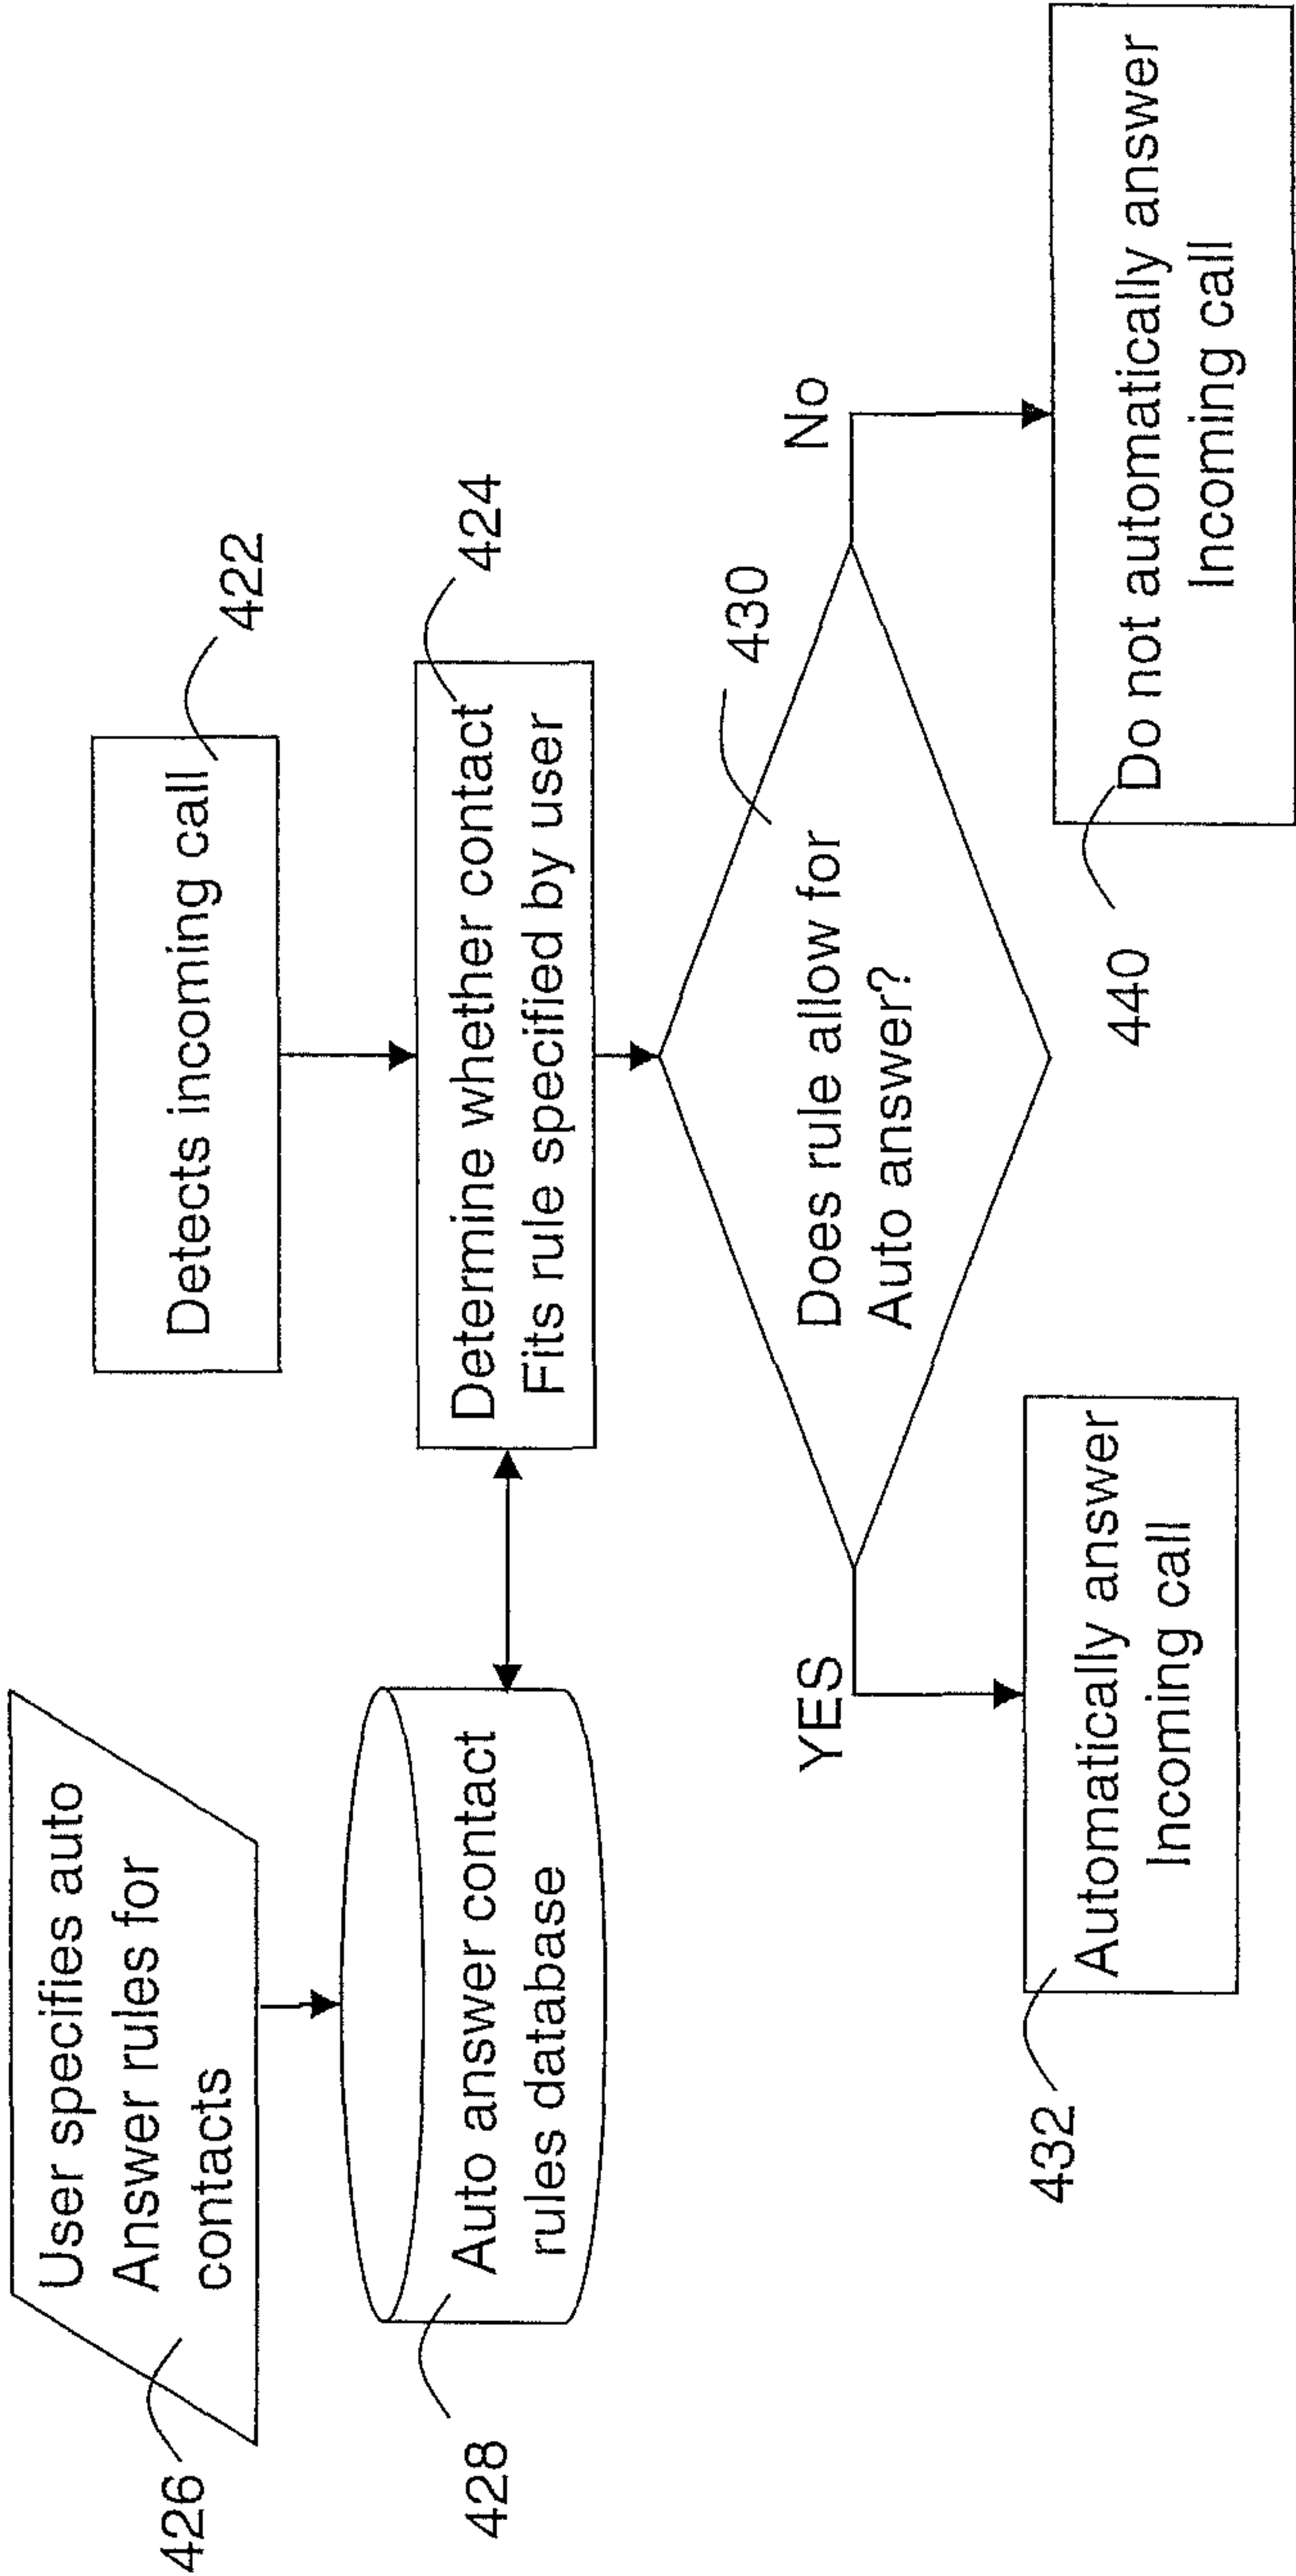 426
User specifies auto
Answer rules for
contacts
Detects incoming call
422
428
Auto answer contact
rules database
Determine whether contact
Fits rule specified by user
424
Does rule allow for
Auto answer?
430
YES
No
432
Automatically answer
Incoming call
440
Do not automatically answer
Incoming call